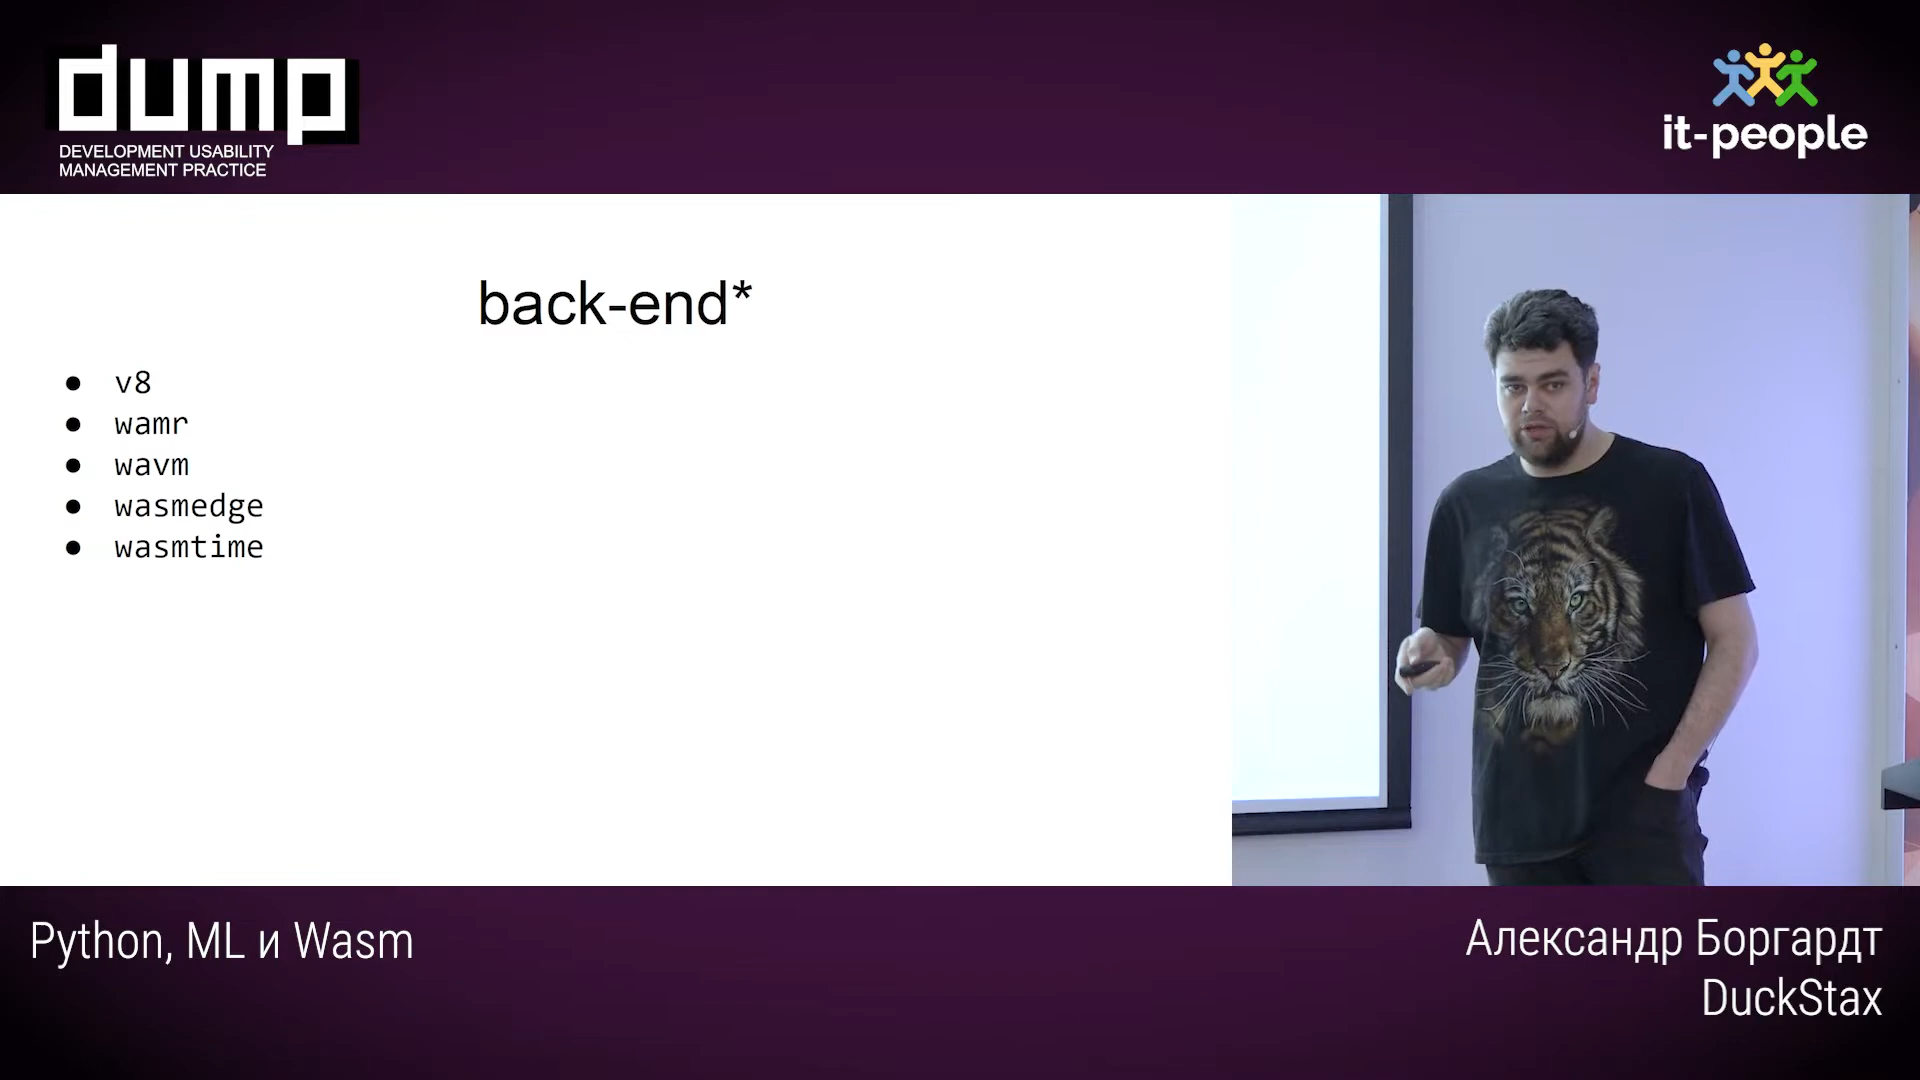 dump
DEVELOPMENT USABILITY
MANAGEMENT PRACTICE
it-people
back-end*
● v8
● wamr
● wavm
● wasmedge
● wasmtime
Python, ML и Wasm
Александр Боргардт
DuckStax